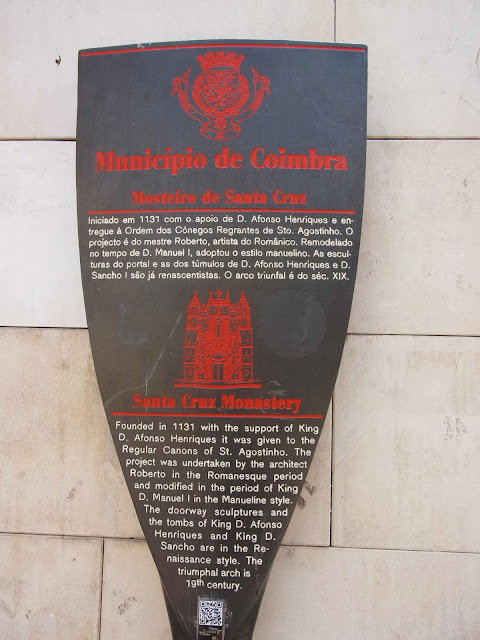 Município de Coimbra
Mosteiro de Santa Cruz
Iniciado em 1131 com o apoio de D. Afonso Henriques e en-
tregue à Ordem dos Cónegos Regrantes de Sto. Agostinho. O
projecto é do mestre Roberto, artista do Românico. Remodelado
no tempo de D. Manuel I, adoptou o estilo manuelino. As escul-
turas do portal e as dos túmulos de D. Afonso Henriques e D.
Sancho I são já renascentistas. O arco triunfal é do séc. XIX.
Santa Cruz Monastery
Founded in 1131 with the support of King
D. Afonso Henriques it was given to the
Regular Canons of St. Agostinho. The
project was undertaken by the architect
Roberto in the Romanesque period
and modified in the period of King
D. Manuel I in the Manueline style.
The doorway sculptures and
the tombs of King D. Afonso
Henriques and King D.
Sancho are in the Re-
naissance style. The
triumphal arch is
19th century.